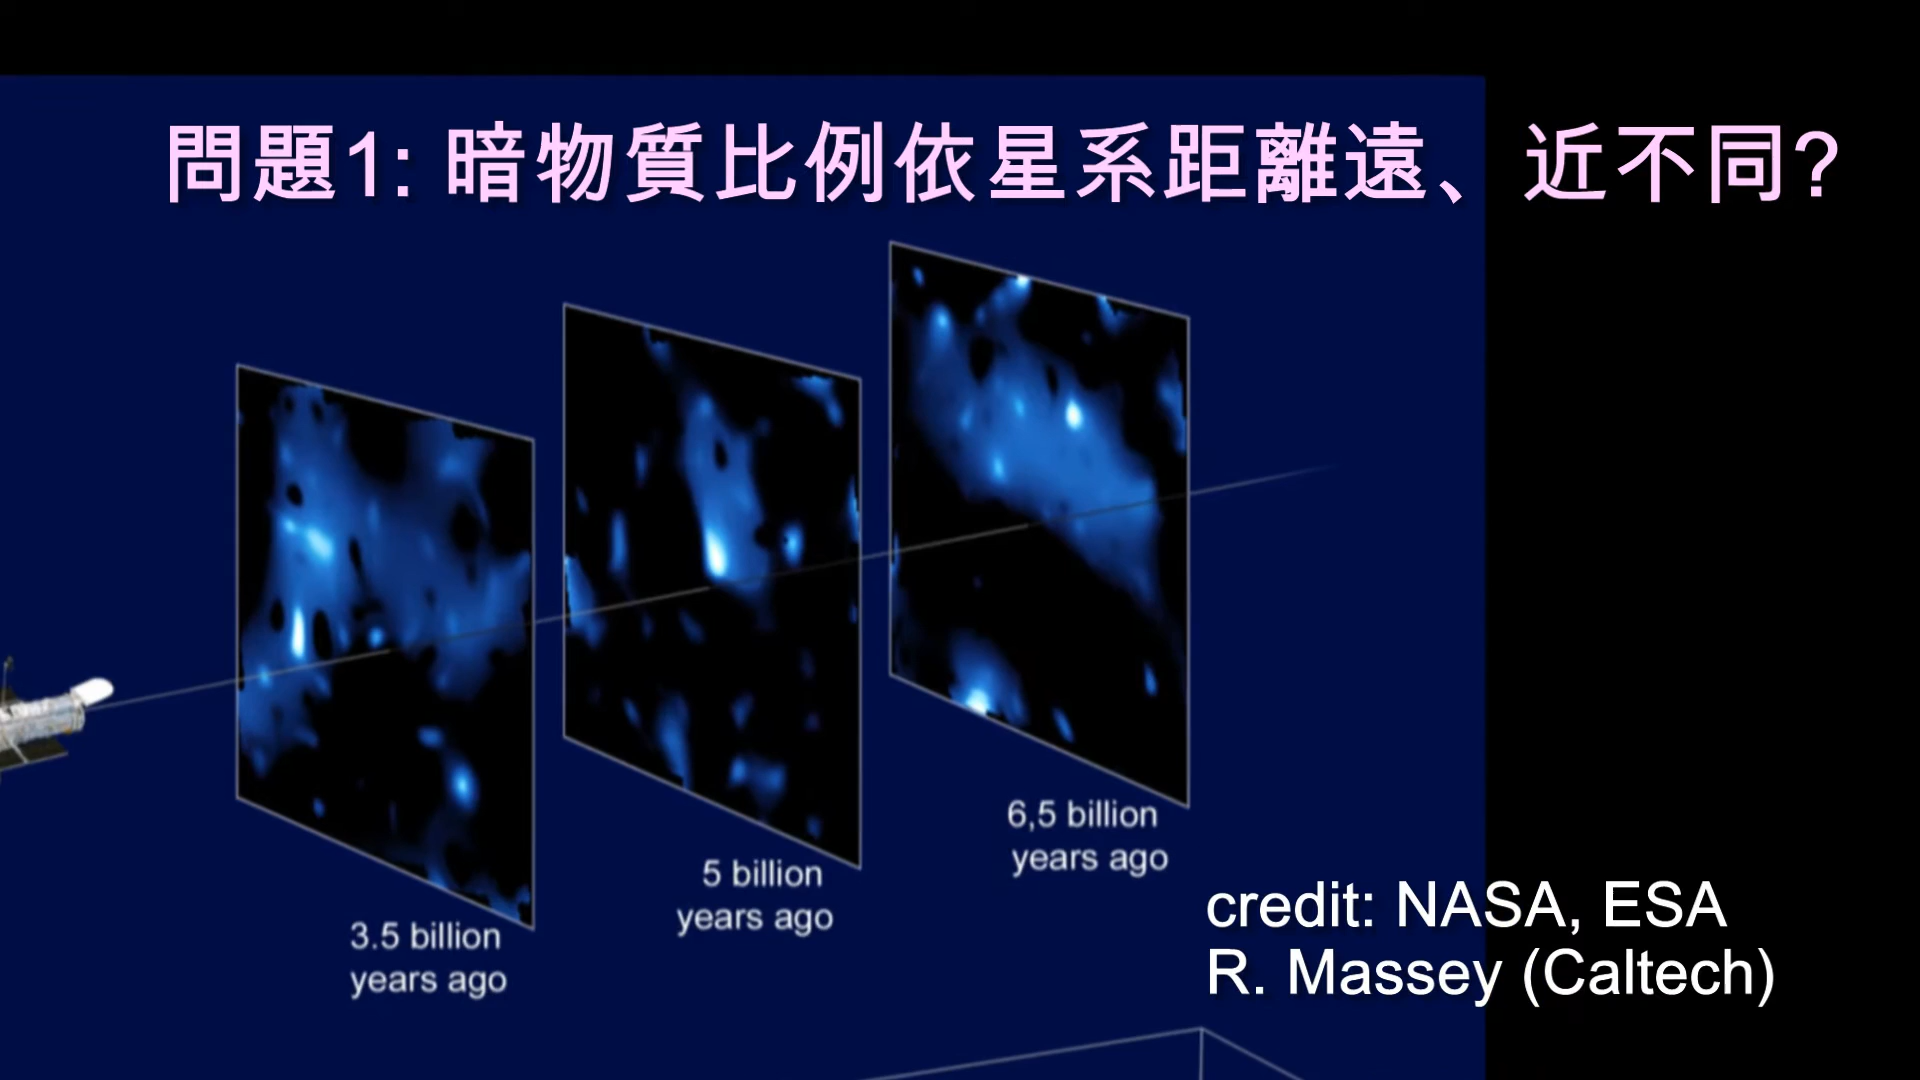 問題1: 暗物質比例依星系距離遠、近不同?
3.5 billion
years ago
5 billion
years ago
6,5 billion
years ago
credit: NASA, ESA
R. Massey (Caltech)